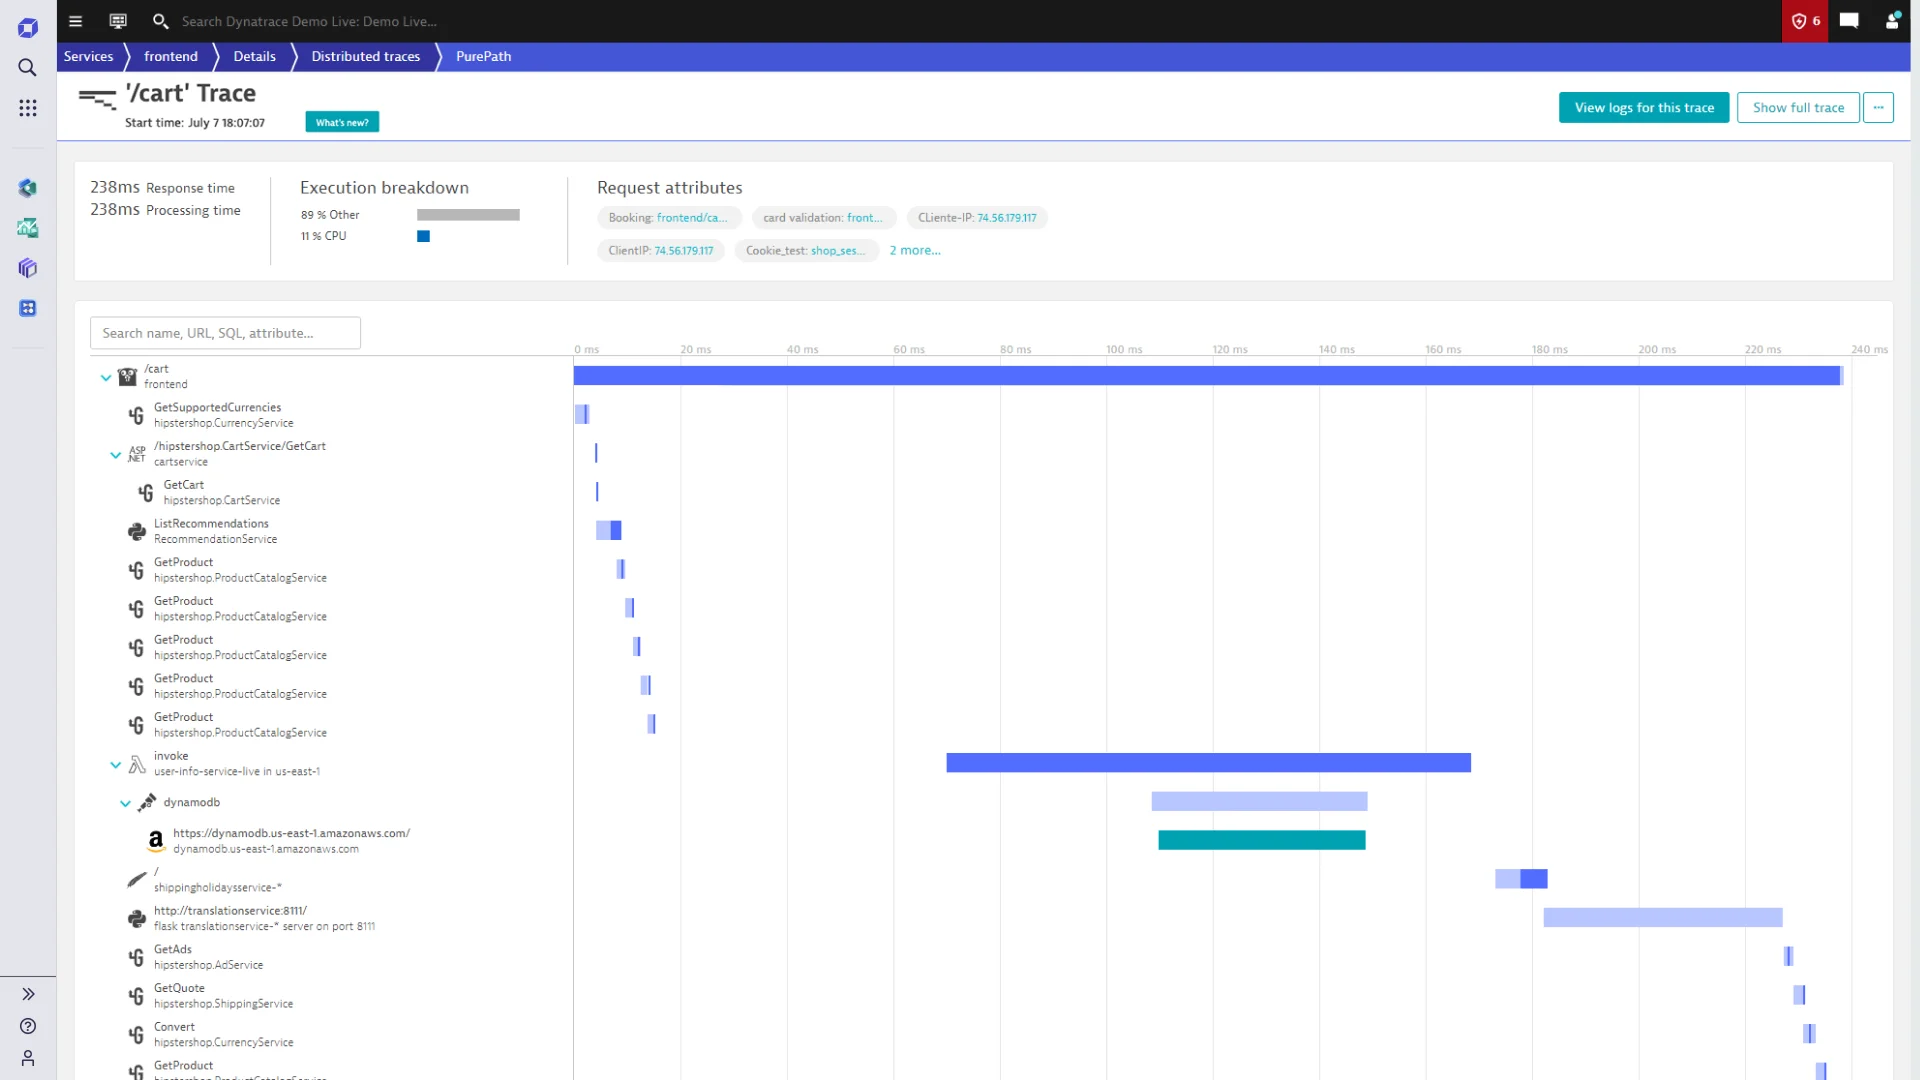 Search Dynatrace Demo Live: Demo Live...
6
Services
frontend
Details
Distributed traces
PurePath
'/cart' Trace
Start time: July 7 18:07:07
What's new?
View logs for this trace
Show full trace
...
238ms Response time
238ms Processing time
Execution breakdown
89 % Other
11 % CPU
Request attributes
Booking: frontend/ca...
card validation: front...
CLiente-IP: 74.56.179.117
ClientIP: 74.56.179.117
Cookie_test: shop_ses...
2 more...
Search name, URL, SQL, attribute...
0 ms
20 ms
40 ms
60 ms
80 ms
100 ms
120 ms
140 ms
160 ms
180 ms
200 ms
220 ms
240 ms
/cart
frontend
GetSupportedCurrencies
hipstershop.CurrencyService
ASP
.NET
/hipstershop.CartService/GetCart
cartservice
GetCart
hipstershop.CartService
ListRecommendations
RecommendationService
GetProduct
hipstershop.ProductCatalogService
GetProduct
hipstershop.ProductCatalogService
GetProduct
hipstershop.ProductCatalogService
GetProduct
hipstershop.ProductCatalogService
GetProduct
hipstershop.ProductCatalogService
invoke
user-info-service-live in us-east-1
dynamodb
https://dynamodb.us-east-1.amazonaws.com/
dynamodb.us-east-1.amazonaws.com
/
shippingholidaysservice-*
http://translationservice:8111/
flask translationservice-* server on port 8111
GetAds
hipstershop.AdService
GetQuote
hipstershop.ShippingService
Convert
hipstershop.CurrencyService
GetProduct
hipstershop.ProductCatalogService